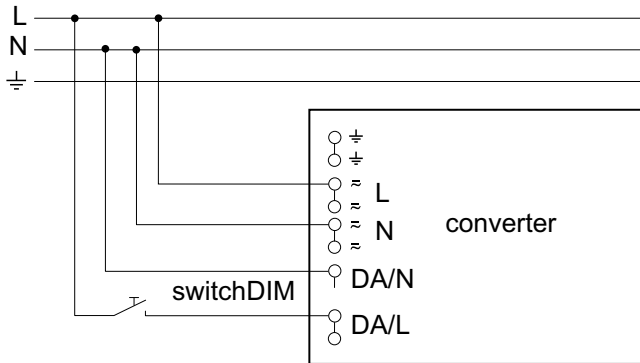 L
N
L
N
converter
DA/N
switchDIM
DA/L